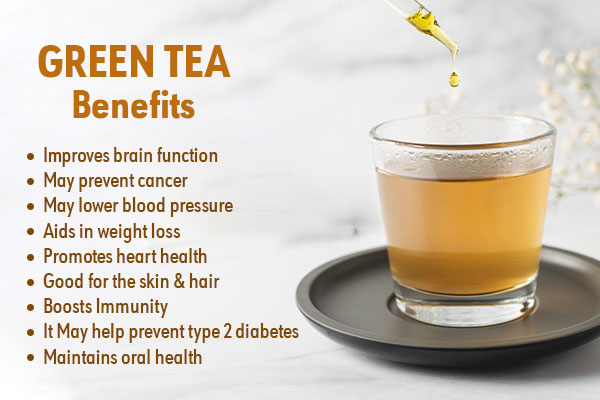 GREEN TEA
Benefits
• Improves brain function
• May prevent cancer
• May lower blood pressure
• Aids in weight loss
• Promotes heart health
• Good for the skin & hair
• Boosts Immunity
• It May help prevent type 2 diabetes
• Maintains oral health